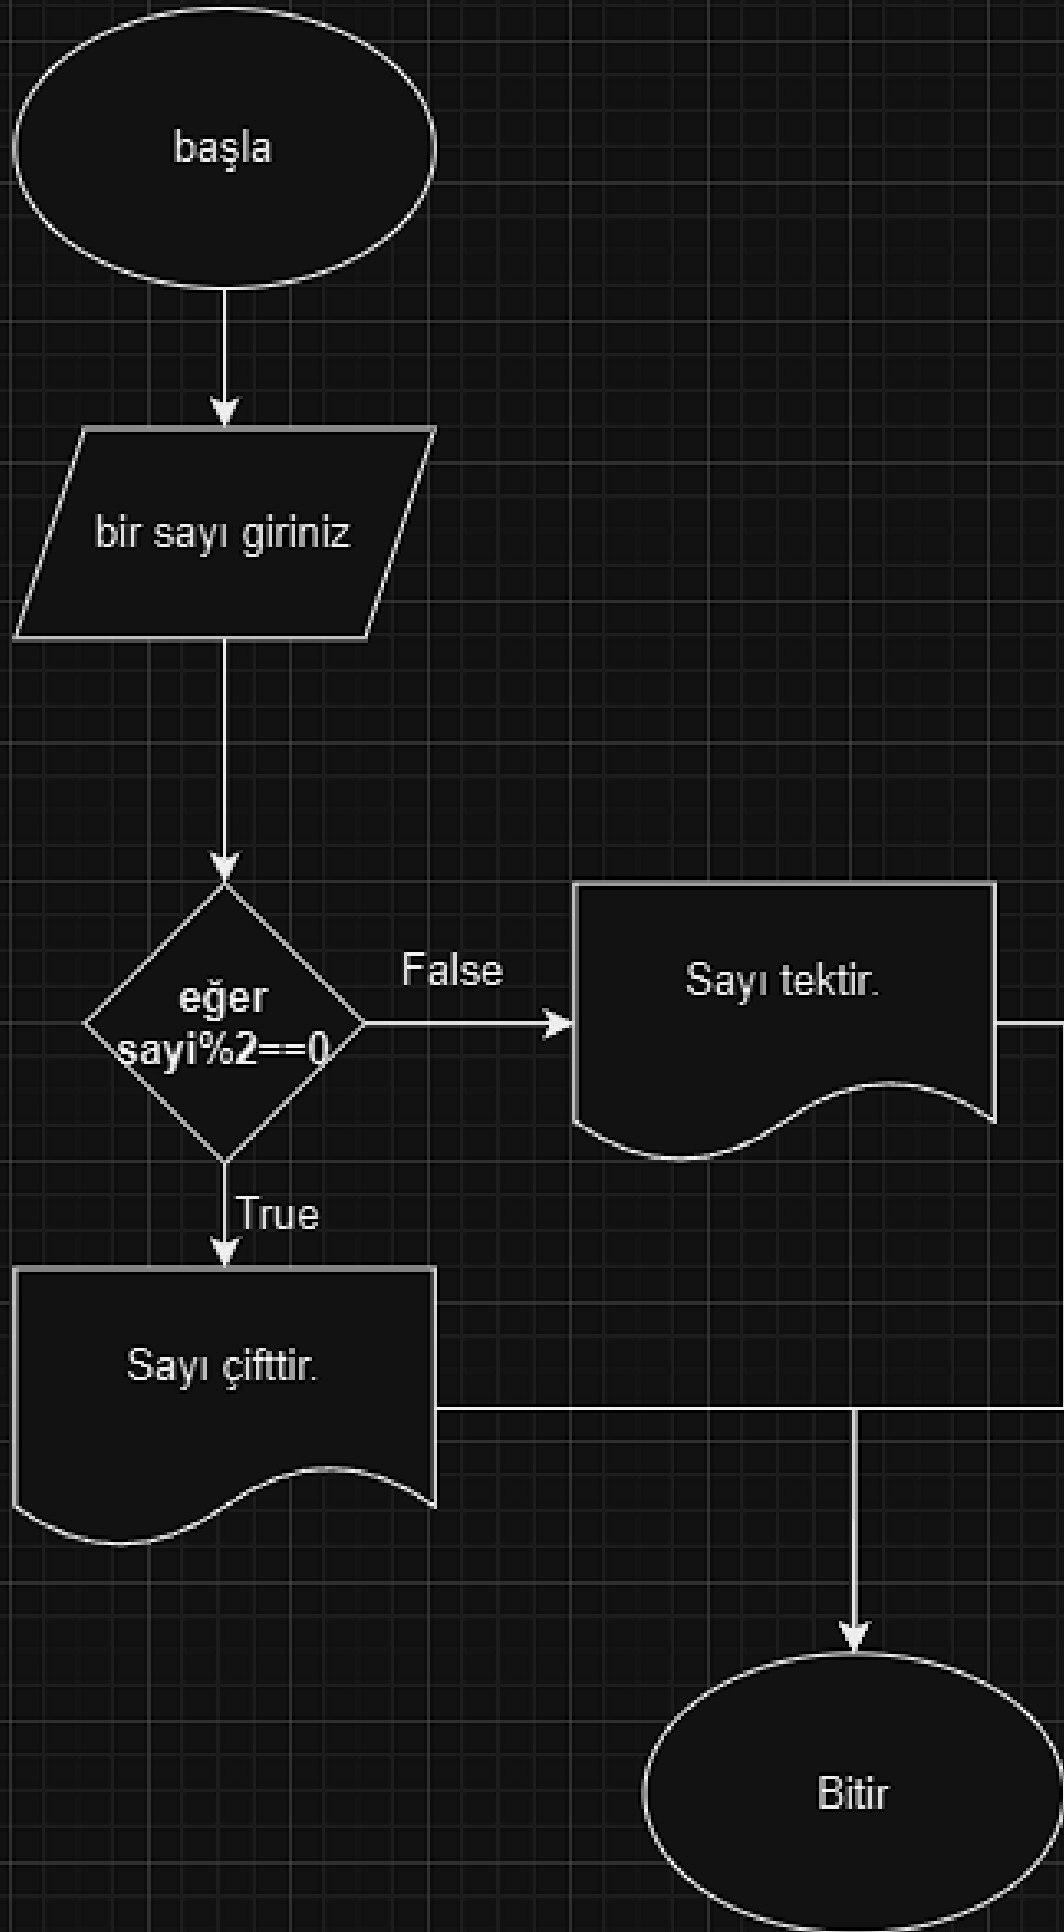 başla
bir sayı giriniz
eğer
sayi%2==0
False
Sayı tektir.
True
Sayı çifttir.
Bitir